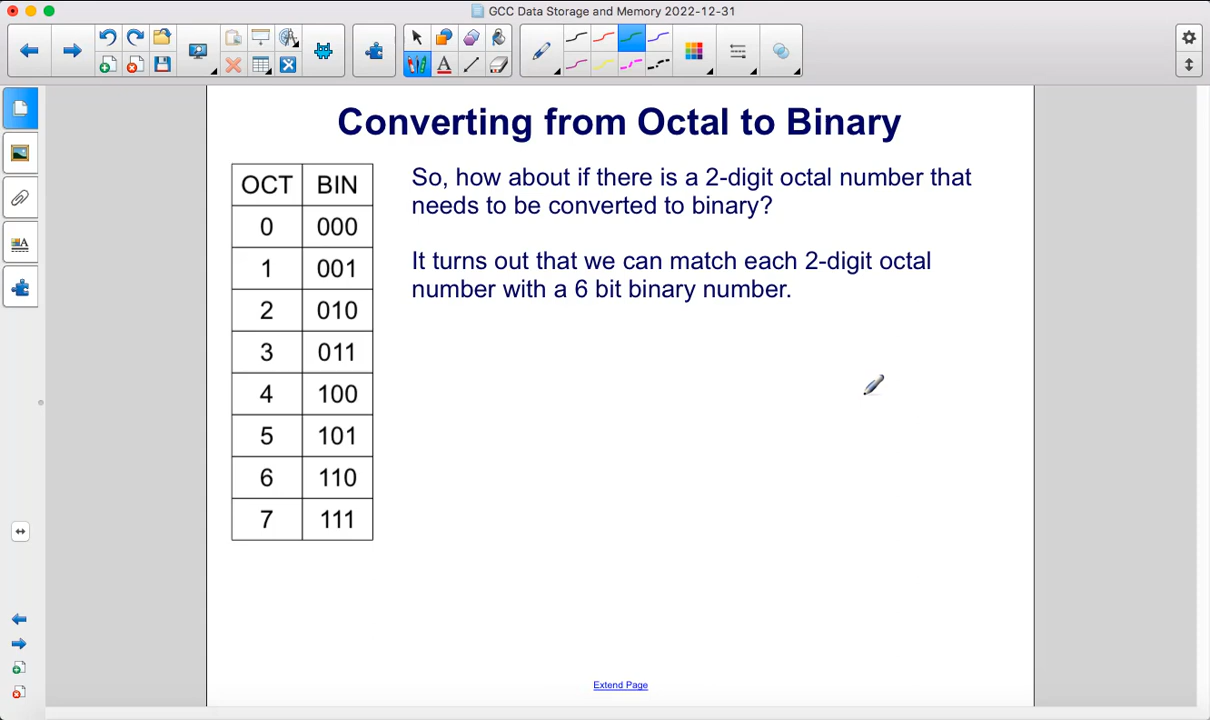 GCC Data Storage and Memory 2022-12-31
Converting from Octal to Binary
OCT BIN
0 000
1 001
2 010
3 011
4 100
5 101
6 110
7 111
So, how about if there is a 2-digit octal number that
needs to be converted to binary?
It turns out that we can match each 2-digit octal
number with a 6 bit binary number.
Extend Page